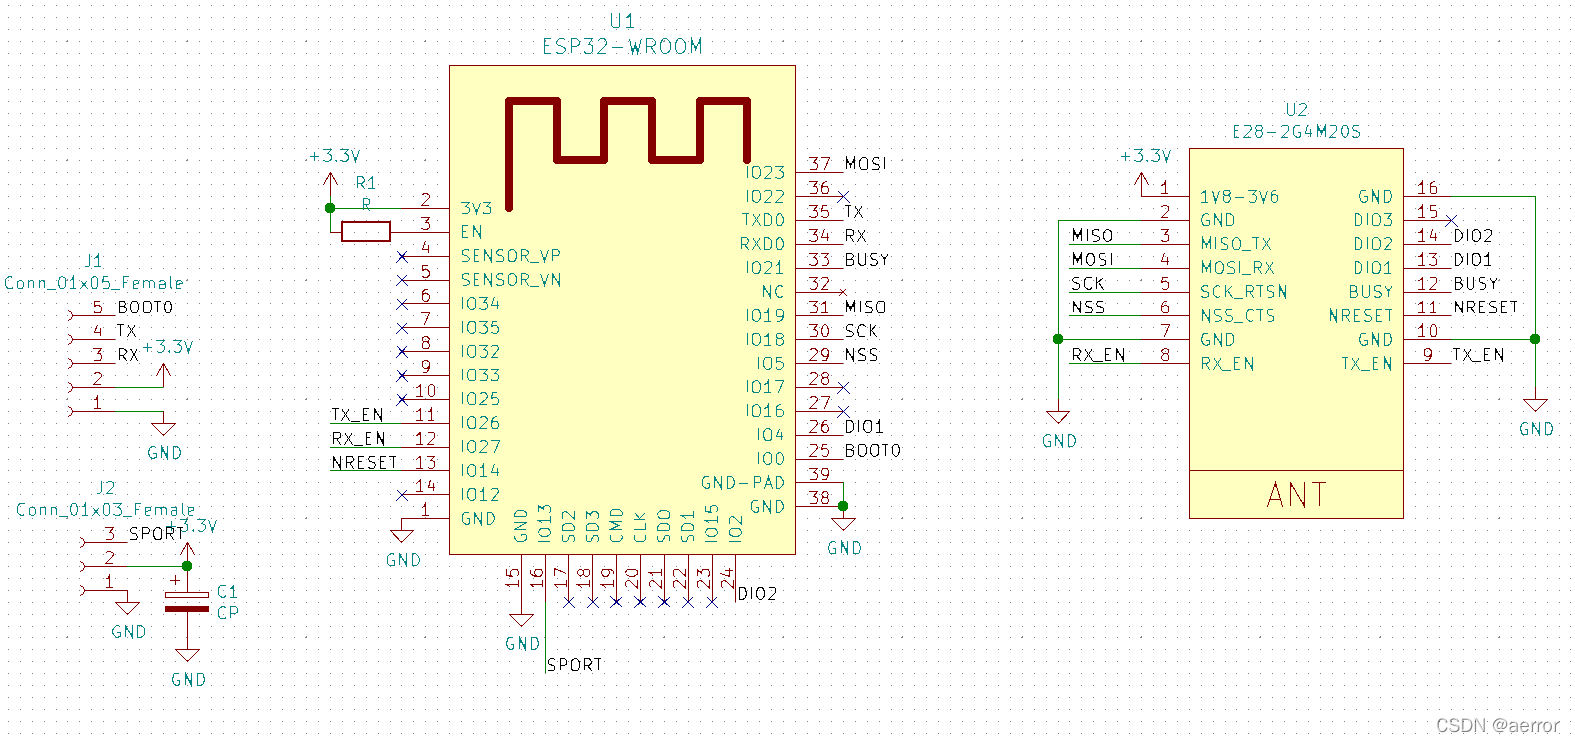 U1
ESP32-WROOM
+3.3V
R1
R
2 3V3
3 EN
4 SENSOR_VP
5 SENSOR_VN
6 IO34
7 IO35
8 IO32
9 IO33
10 IO25
TX_EN 11 IO26
RX_EN 12 IO27
NRESET 13 IO14
14 IO12
1 GND
GND
IO23 37 MOSI
IO22 36
TXD0 35 TX
RXD0 34 RX
IO21 33 BUSY
NC 32
IO19 31 MISO
IO18 30 SCK
IO5 29 NSS
IO17 28
IO16 27
IO4 26 DIO1
IO0 25 BOOT0
GND-PAD 39
GND 38
GND
GND 15
IO13 16
SD2 17
SD3 18
CMD 19
CLK 20
SD0 21
SD1 22
IO15 23
IO2 24
DIO2
GND
SPORT
J1
Conn_01x05_Female
5 BOOT0
4 TX
3 RX
+3.3V
2
1
GND
J2
Conn_01x03_Female
3 SPORT
+3.3V
2
1
GND
+
C1
CP
GND
U2
E28-2G4M20S
+3.3V
1 1V8-3V6
2 GND
MISO 3 MISO_TX
MOSI 4 MOSI_RX
SCK 5 SCK_RTSN
NSS 6 NSS_CTS
7 GND
RX_EN 8 RX_EN
GND
GND 16
DIO3 15
DIO2 14 DIO2
DIO1 13 DIO1
BUSY 12 BUSY
NRESET 11 NRESET
GND 10
TX_EN 9 TX_EN
GND
ANT
CSDN @aerror